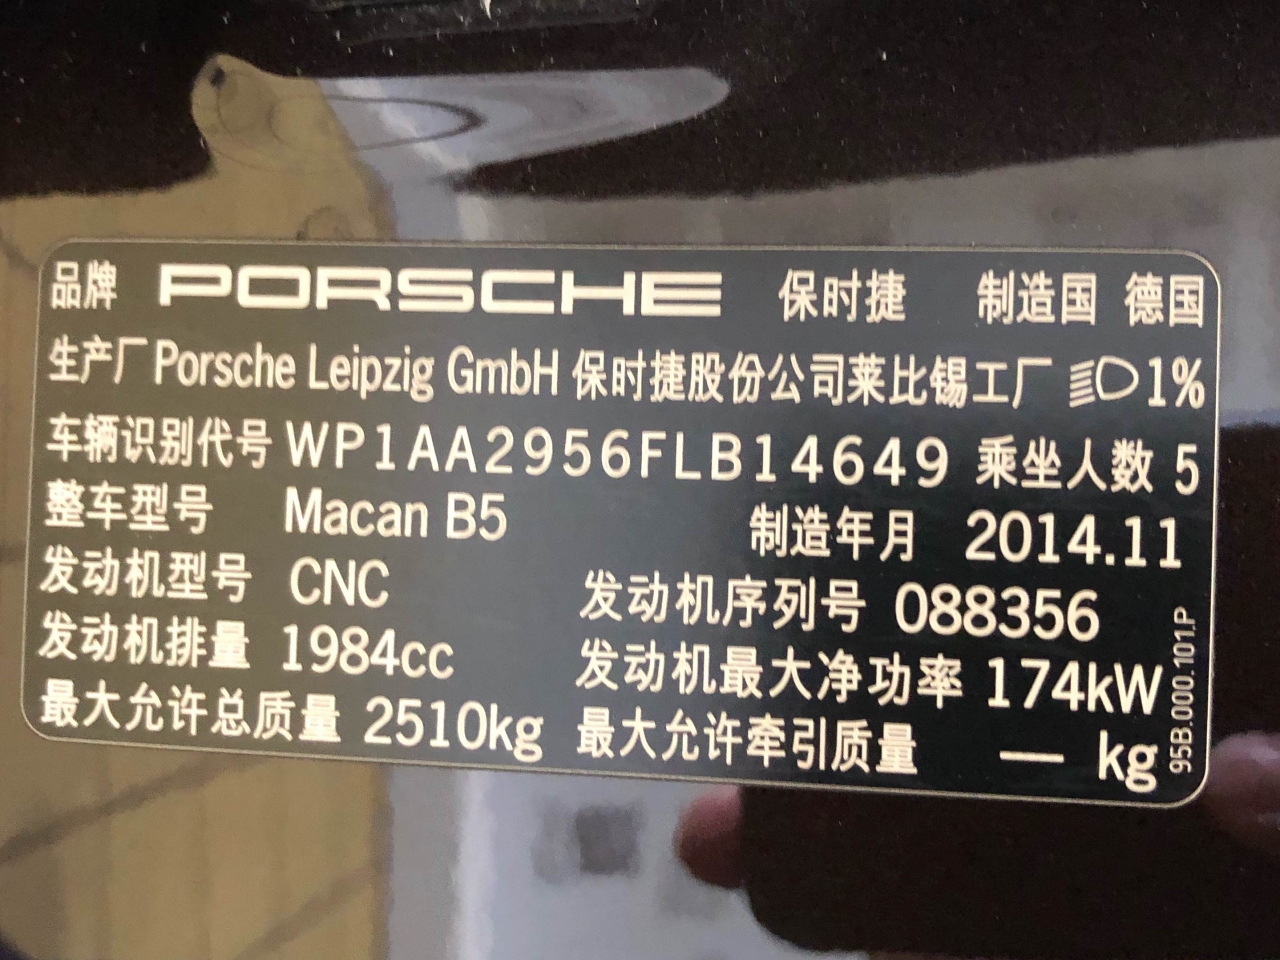 品牌 PORSCHE 保时捷 制造国 德国
生产厂 Porsche Leipzig GmbH 保时捷股份公司莱比锡工厂 1%
车辆识别代号 WP1AA2956FLB14649 乘坐人数 5
整车型号 Macan B5 制造年月 2014.11
发动机型号 CNC 发动机序列号 088356
发动机排量 1984cc 发动机最大净功率 174kW
最大允许总质量 2510kg 最大允许牵引质量 — kg
95B.000.101.P